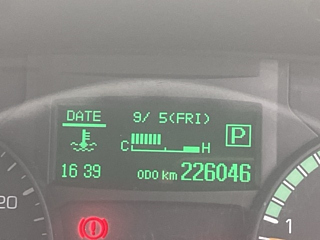 DATE 9/ 5(FRI)
C H P
16 39 ODO km 226046
20
1